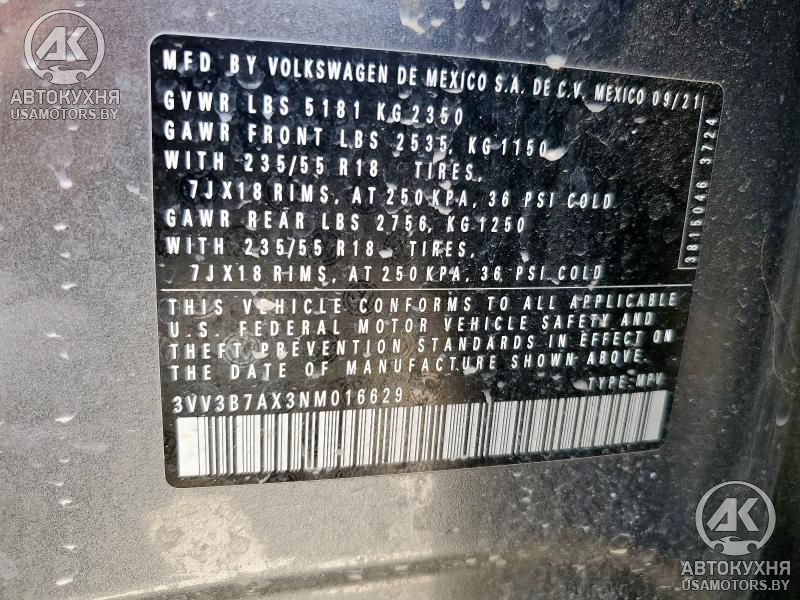 AK
АВТОКУХНЯ
USAMOTORS.BY
MFD BY VOLKSWAGEN DE MEXICO S.A. DE C.V. MEXICO 09/21
GVWR LBS 5181 KG 2350
GAWR FRONT LBS 2535, KG 1150
WITH 235/55 R18 TIRES,
7JX18 RIMS, AT 250 KPA, 36 PSI COLD
GAWR REAR LBS 2756, KG 1250
WITH 235/55 R18 TIRES,
7JX18 RIMS, AT 250 KPA, 36 PSI COLD
3815046 3724
THIS VEHICLE CONFORMS TO ALL APPLICABLE
U.S. FEDERAL MOTOR VEHICLE SAFETY AND
THEFT PREVENTION STANDARDS IN EFFECT ON
THE DATE OF MANUFACTURE SHOWN ABOVE.
TYPE: MPV
3VV3B7AX3NM016629
AK
АВТОКУХНЯ
USAMOTORS.BY